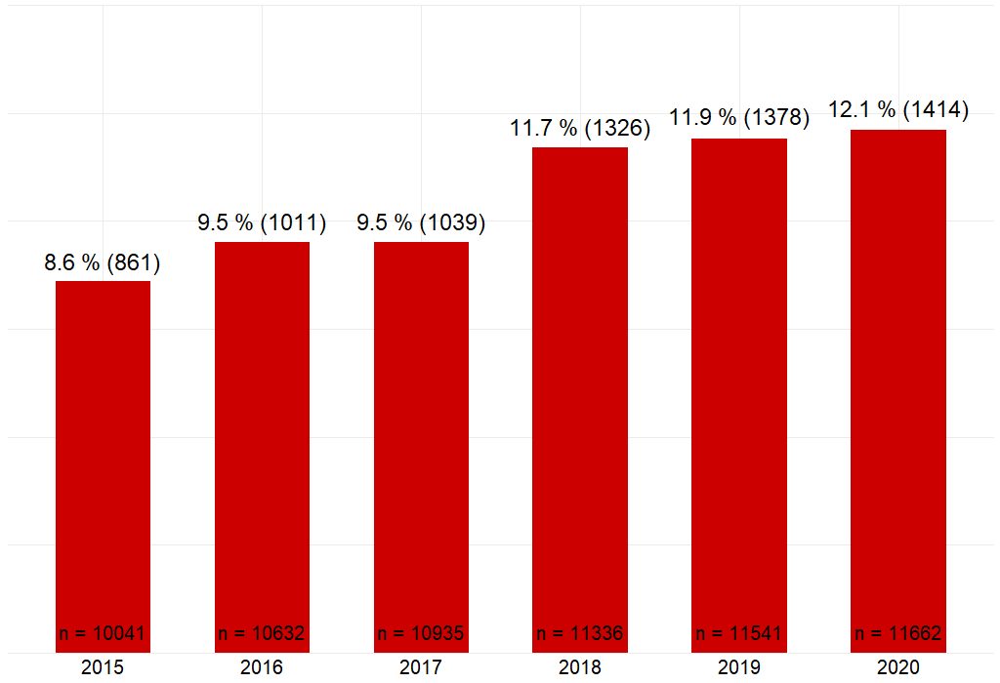 12.1 % (1414)
11.9 % (1378)
11.7 % (1326)
9.5 % (1011) 9.5 % (1039)
8.6 % (861)
n = 10041 n = 10632 n = 10935 n = 11336 n = 11541 n = 11662
2015 2016 2017 2018 2019 2020